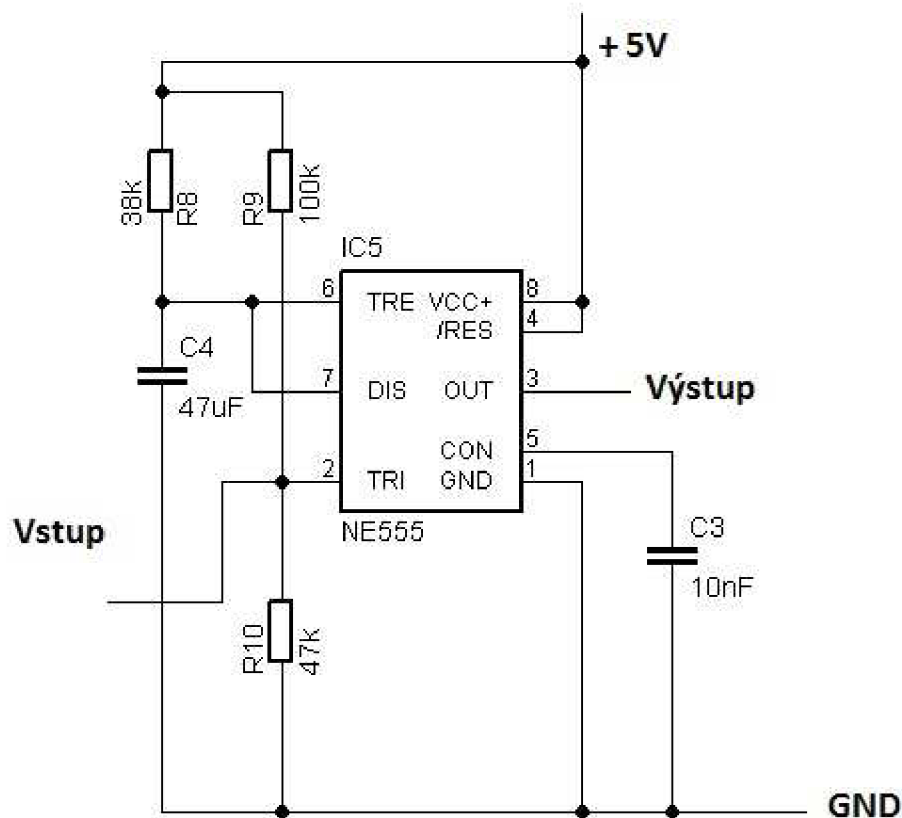 + 5V
38k
R8
R9
100k
IC5
6
TRE
VCC+
8
/RES
4
C4
47uF
7
DIS
OUT
3
Výstup
CON
5
2
TRI
GND
1
Vstup
NE555
C3
10nF
R10
47k
GND